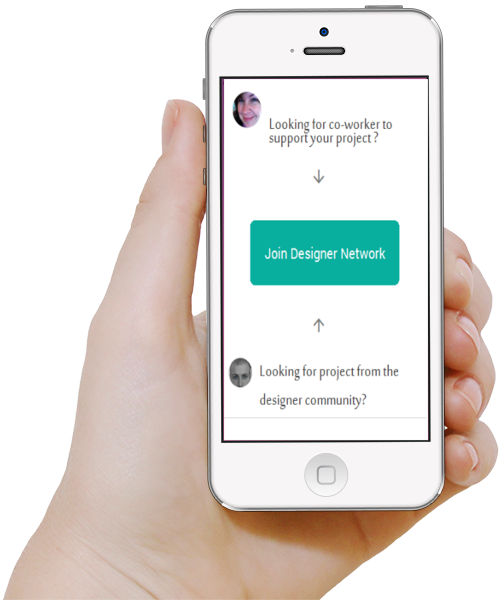 Looking for co-worker to
support your project ?
Join Designer Network
Looking for project from the
designer community?